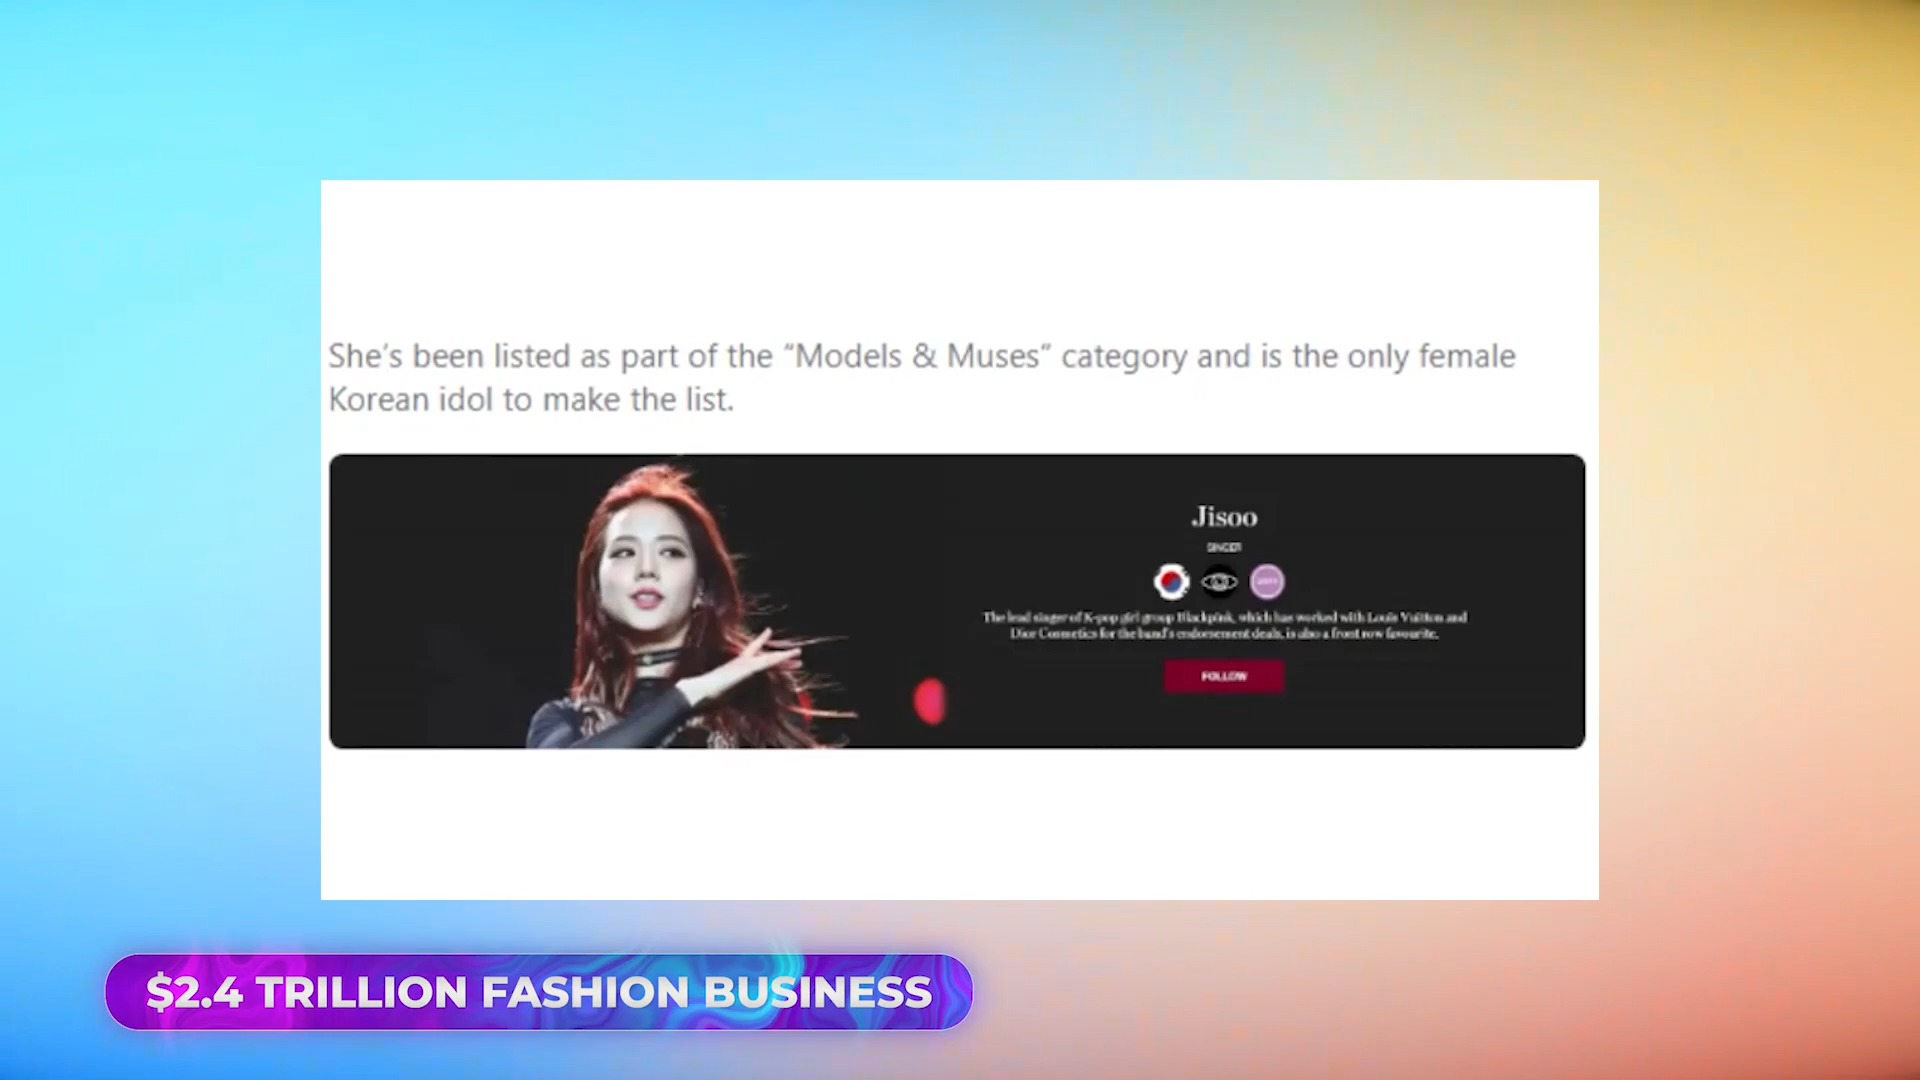 She’s been listed as part of the “Models & Muses” category and is the only female
Korean idol to make the list.
Jisoo
SINGER
The lead singer of K-pop girl group Blackpink, which has worked with Louis Vuitton and
Dior Cosmetics for the band's endorsement deals, is also a front row favourite.
FOLLOW
$2.4 TRILLION FASHION BUSINESS